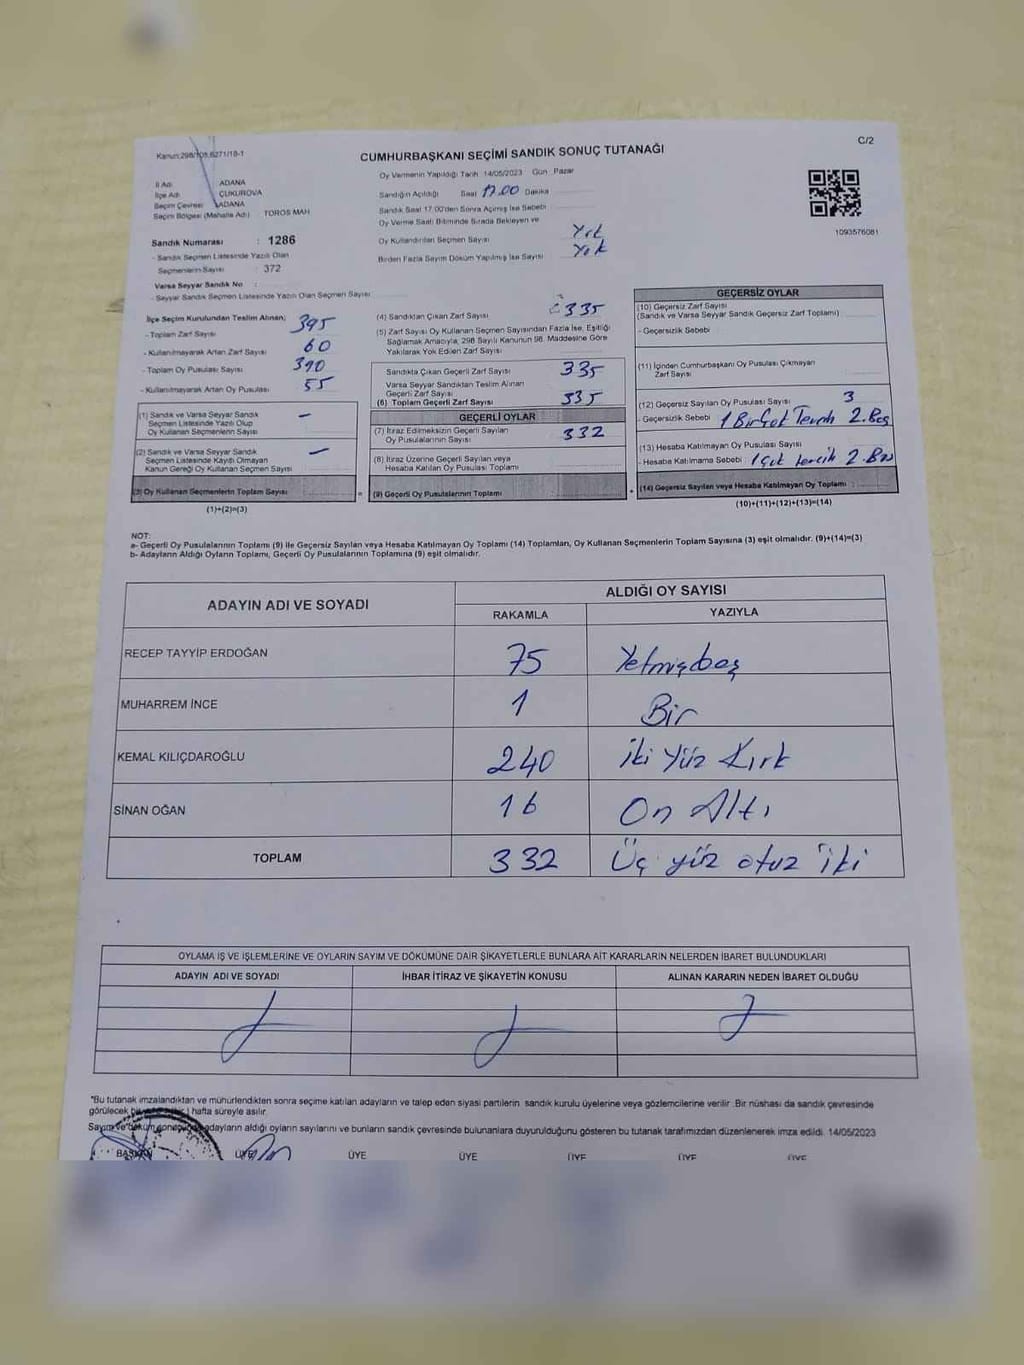 Kanun:298/105,6271/18-1
C/2
CUMHURBAŞKANI SEÇİMİ SANDIK SONUÇ TUTANAĞI
İl Adı ADANA
İlçe Adı ÇUKUROVA
Seçim Çevresi ADANA
Seçim Bölgesi (Mahalle Adı) TOROS MAH
Sandık Numarası : 1286
- Sandık Seçmen Listesinde Yazılı Olan
Seçmenlerin Sayısı : 372
Varsa Seyyar Sandık No :
- Seyyar Sandık Seçmen Listesinde Yazılı Olan Seçmen Sayısı
Oy Vermenin Yapıldığı Tarih 14/05/2023 Gün Pazar
Sandığın Açıldığı Saat 17.00 Dakika
Sandık Saat 17.00'den Sonra Açılmış İse Sebebi
Oy Verme Saati Bitiminde Sırada Bekleyen ve
Oy Kullandırılan Seçmen Sayısı Yok
Birden Fazla Sayım Döküm Yapılmış İse Sayısı Yok
1093576081
İlçe Seçim Kurulundan Teslim Alınan;
- Toplam Zarf Sayısı 395
- Kullanılmayarak Artan Zarf Sayısı 60
- Toplam Oy Pusulası Sayısı 390
- Kullanılmayarak Artan Oy Pusulası 55
(1) Sandık ve Varsa Seyyar Sandık
Seçmen Listesinde Yazılı Olup
Oy Kullanan Seçmenlerin Sayısı –
(2) Sandık ve Varsa Seyyar Sandık
Seçmen Listesinde Kayıtlı Olmayan
Kanun Gereği Oy Kullanan Seçmen Sayısı –
(3) Oy Kullanan Seçmenlerin Toplam Sayısı
(1)+(2)=(3)
(4) Sandıktan Çıkan Zarf Sayısı 335
(5) Zarf Sayısı Oy Kullanan Seçmen Sayısından Fazla İse, Eşitliği
Sağlamak Amacıyla, 298 Sayılı Kanunun 98. Maddesine Göre
Yakılarak Yok Edilen Zarf Sayısı
Sandıkta Çıkan Geçerli Zarf Sayısı 335
Varsa Seyyar Sandıktan Teslim Alınan
Geçerli Zarf Sayısı
(6) Toplam Geçerli Zarf Sayısı 335
GEÇERLİ OYLAR
(7) İtiraz Edilmeksizin Geçerli Sayılan
Oy Pusulalarının Sayısı 332
(8) İtiraz Üzerine Geçerli Sayılan veya
Hesaba Katılan Oy Pusulası Toplamı
= (9) Geçerli Oy Pusulalarının Toplamı
GEÇERSİZ OYLAR
(10) Geçersiz Zarf Sayısı
(Sandık ve Varsa Seyyar Sandık Geçersiz Zarf Toplamı)
- Geçersizlik Sebebi
(11) İçinden Cumhurbaşkanı Oy Pusulası Çıkmayan
Zarf Sayısı
(12) Geçersiz Sayılan Oy Pusulası Sayısı 3
- Geçersizlik Sebebi 1 Birçok Tercih 2.Boş
(13) Hesaba Katılmayan Oy Pusulası Sayısı
- Hesaba Katılmama Sebebi 1 çok tercih 2.Boş
+ (14) Geçersiz Sayılan veya Hesaba Katılmayan Oy Toplamı :
(10)+(11)+(12)+(13)=(14)
NOT:
a- Geçerli Oy Pusulalarının Toplamı (9) ile Geçersiz Sayılan veya Hesaba Katılmayan Oy Toplamı (14) Toplamları, Oy Kullanan Seçmenlerin Toplam Sayısına (3) eşit olmalıdır. (9)+(14)=(3)
b- Adayların Aldığı Oyların Toplamı, Geçerli Oy Pusulalarının Toplamına (9) eşit olmalıdır.
ADAYIN ADI VE SOYADI ALDIĞI OY SAYISI
RAKAMLA YAZIYLA
RECEP TAYYİP ERDOĞAN 75 Yetmişbeş
MUHARREM İNCE 1 Bir
KEMAL KILIÇDAROĞLU 240 İki Yüz Kırk
SİNAN OĞAN 16 On Altı
TOPLAM 332 Üç yüz otuz iki
OYLAMA İŞ VE İŞLEMLERİNE VE OYLARIN SAYIM VE DÖKÜMÜNE DAİR ŞİKAYETLERLE BUNLARA AİT KARARLARIN NELERDEN İBARET BULUNDUKLARI
ADAYIN ADI VE SOYADI İHBAR İTİRAZ VE ŞİKAYETİN KONUSU ALINAN KARARIN NEDEN İBARET OLDUĞU
*Bu tutanak imzalandıktan ve mühürlendikten sonra seçime katılan adayların ve talep eden siyasi partilerin sandık kurulu üyelerine veya gözlemcilerine verilir. Bir nüshası da sandık çevresinde
görülecek bir hafta süreyle asılır.
Sayım ve döküm sonucunda adayların aldığı oyların sayılarını ve bunların sandık çevresinde bulunanlara duyurulduğunu gösteren bu tutanak tarafımızdan düzenlenerek imza edildi. 14/05/2023
BAŞKAN ÜYE ÜYE ÜYE ÜYE ÜYE ÜYE